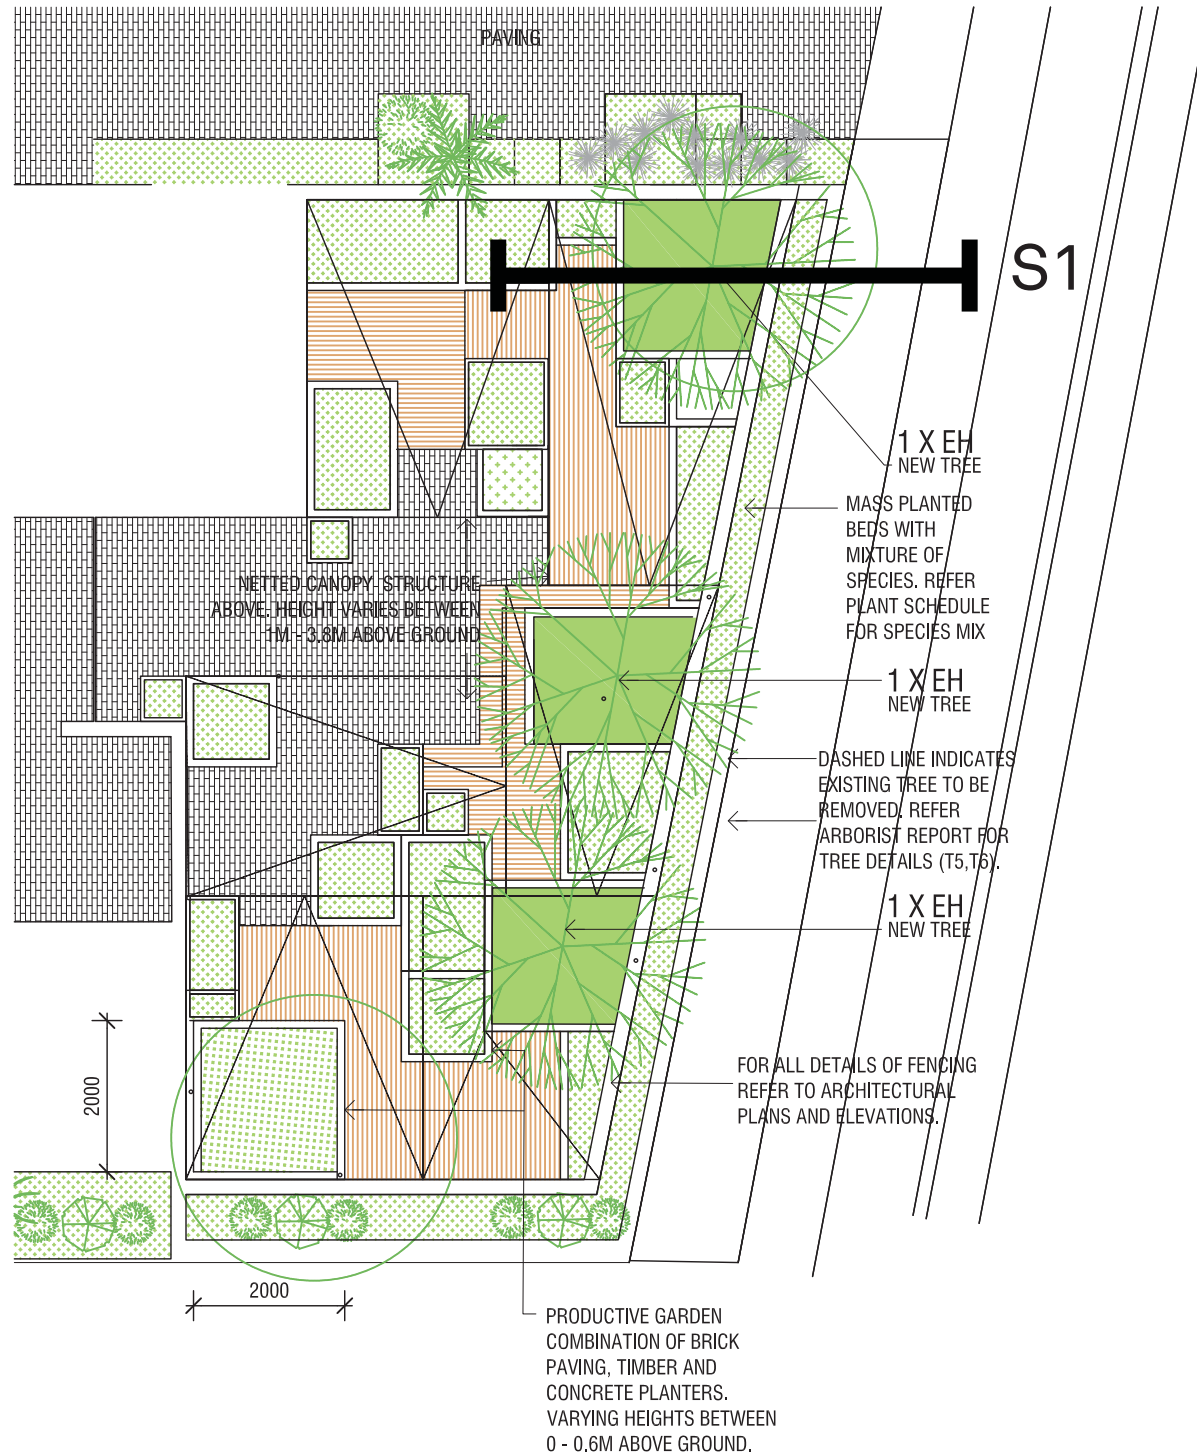 PAVING
S1
1 X EH
NEW TREE
MASS PLANTED
BEDS WITH
MIXTURE OF
SPECIES. REFER
PLANT SCHEDULE
FOR SPECIES MIX
NETTED CANOPY STRUCTURE
ABOVE. HEIGHT VARIES BETWEEN
1M - 3.8M ABOVE GROUND
1 X EH
NEW TREE
DASHED LINE INDICATES
EXISTING TREE TO BE
REMOVED. REFER
ARBORIST REPORT FOR
TREE DETAILS (T5,T6).
1 X EH
NEW TREE
FOR ALL DETAILS OF FENCING
REFER TO ARCHITECTURAL
PLANS AND ELEVATIONS.
2000
2000
PRODUCTIVE GARDEN
COMBINATION OF BRICK
PAVING, TIMBER AND
CONCRETE PLANTERS.
VARYING HEIGHTS BETWEEN
0 - 0.6M ABOVE GROUND.